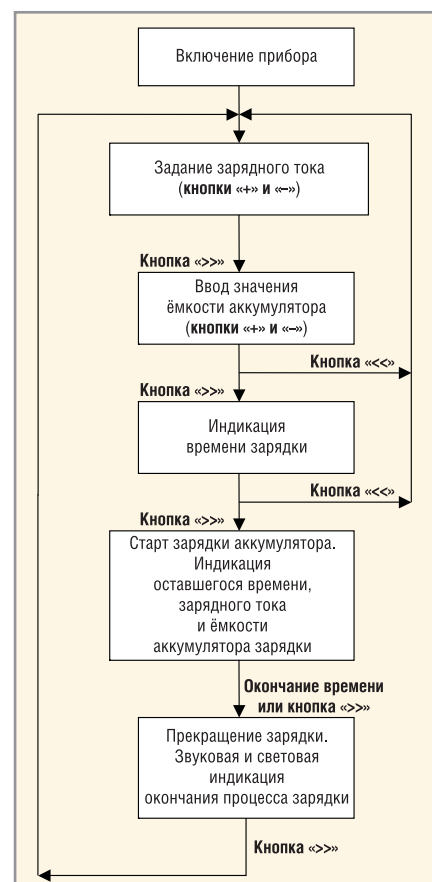 Включение прибора
Задание зарядного тока
(кнопки «+» и «–»)
Кнопка «>>»
Ввод значения
ёмкости аккумулятора
(кнопки «+» и «–»)
Кнопка «<<»
Кнопка «>>»
Индикация
времени зарядки
Кнопка «<<»
Кнопка «>>»
Старт зарядки аккумулятора.
Индикация
оставшегося времени,
зарядного тока
и ёмкости
аккумулятора зарядки
Окончание времени
или кнопка «>>»
Прекращение зарядки.
Звуковая и световая
индикация
окончания процесса зарядки
Кнопка «>>»